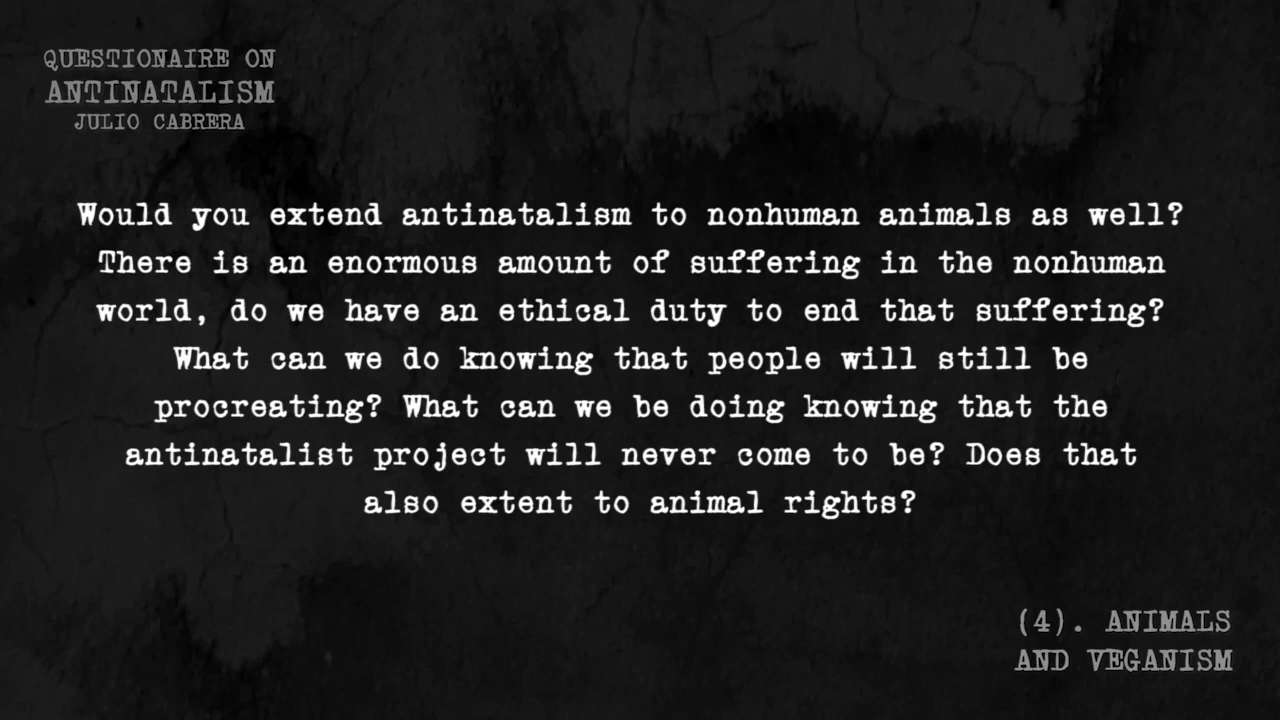 QUESTIONAIRE ON
ANTINATALISM
JULIO CABRERA
Would you extend antinatalism to nonhuman animals as well?
There is an enormous amount of suffering in the nonhuman
world, do we have an ethical duty to end that suffering?
What can we do knowing that people will still be
procreating? What can we be doing knowing that the
antinatalist project will never come to be? Does that
also extent to animal rights?
(4). ANIMALS
AND VEGANISM